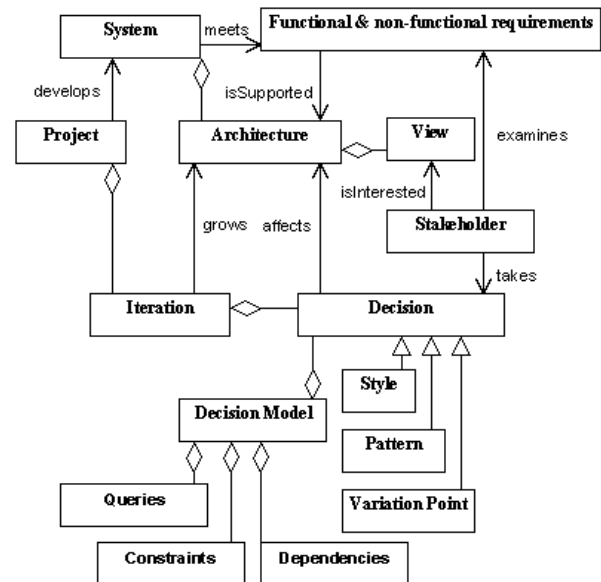 System
meets
Functional & non-functional requirements
develops
isSupported
Project
Architecture
View
examines
isInterested
grows
affects
Stakeholder
takes
Iteration
Decision
Style
Decision Model
Pattern
Queries
Variation Point
Constraints
Dependencies